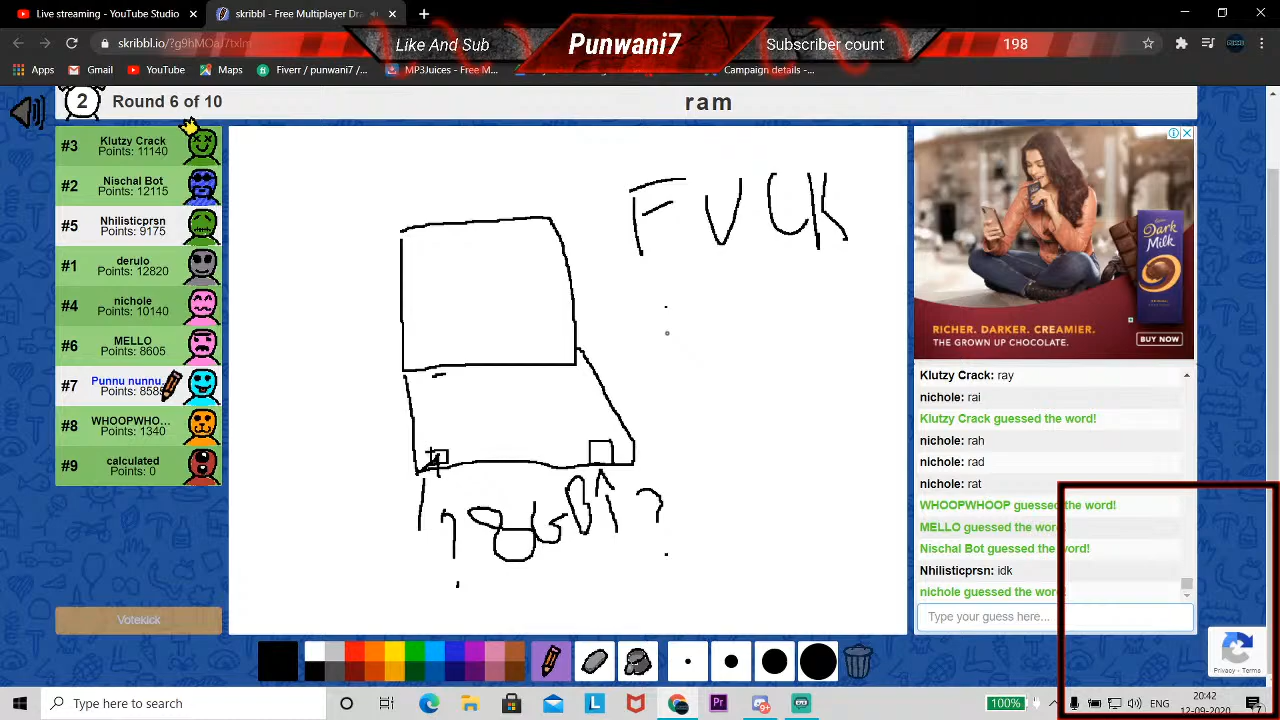 Live streaming - YouTube Studio
skribbl - Free Multiplayer Dra
skribbl.io/?g9hMOaJ7txlm
Like And Sub
Punwani7
Subscriber count
198
Apps
Gmail
YouTube
Maps
Fiverr / punwani7 /...
MP3Juices - Free M...
Campaign details -...
2
Round 6 of 10
ram
#3
Klutzy Crack
Points: 11140
#2
Nischal Bot
Points: 12115
#5
Nhilisticprsn
Points: 9175
#1
derulo
Points: 12820
#4
nichole
Points: 10140
#6
MELLO
Points: 8605
#7
Punnu nunnu...
Points: 8585
#8
WHOOPWHO...
Points: 1340
#9
calculated
Points: 0
Votekick
FUCK
?
Dark
Milk
RICHER. DARKER. CREAMIER.
THE GROWN UP CHOCOLATE.
BUY NOW
Klutzy Crack: ray
nichole: rai
Klutzy Crack guessed the word!
nichole: rah
nichole: rad
nichole: rat
WHOOPWHOOP guessed the word!
MELLO guessed the word!
Nischal Bot guessed the word!
Nhilisticprsn: idk
nichole guessed the word!
Type your guess here...
Privacy - Terms
Type here to search
100%
ENG
20:42
12-09-2020